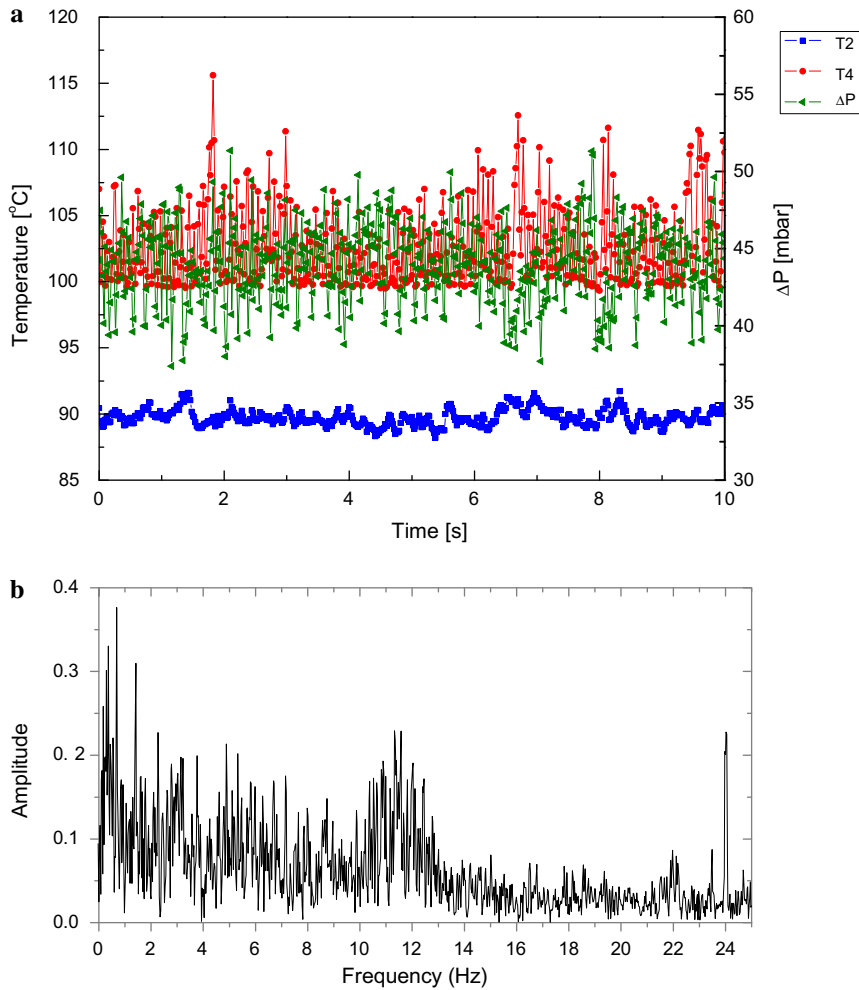 a
120
115
110
105
100
95
90
85
Temperature [°C]
0
2
4
6
8
10
Time [s]
60
55
50
45
40
35
30
ΔP [mbar]
T2
T4
ΔP
b
0.4
0.3
0.2
0.1
0.0
Amplitude
0 2 4 6 8 10 12 14 16 18 20 22 24
Frequency (Hz)